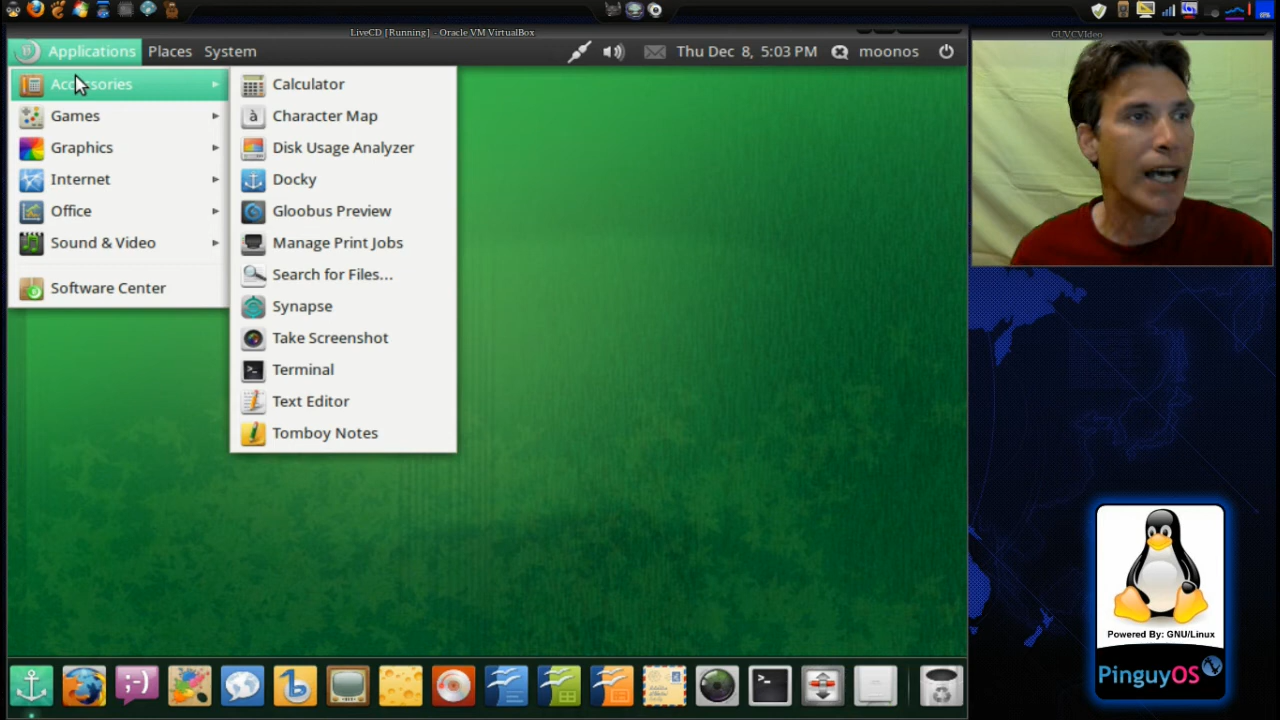 LiveCD [Running] - Oracle VM VirtualBox
GUVCVIdeo
Applications Places System
Thu Dec 8, 5:03 PM moonos
Accessories
Games
Graphics
Internet
Office
Sound & Video
Software Center
Calculator
Character Map
Disk Usage Analyzer
Docky
Gloobus Preview
Manage Print Jobs
Search for Files...
Synapse
Take Screenshot
Terminal
Text Editor
Tomboy Notes
Powered By: GNU/Linux
PinguyOS